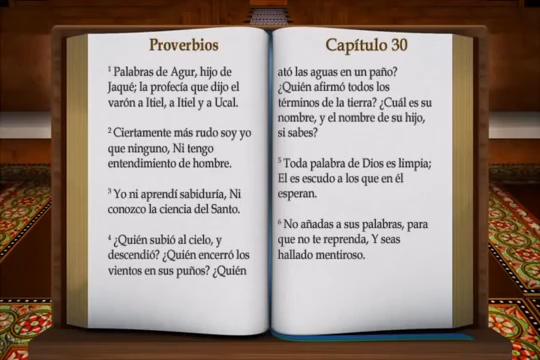 Proverbios
¹ Palabras de Agur, hijo de
Jaqué; la profecía que dijo el
varón a Itiel, a Itiel y a Ucal.
² Ciertamente más rudo soy yo
que ninguno, Ni tengo
entendimiento de hombre.
³ Yo ni aprendí sabiduría, Ni
conozco la ciencia del Santo.
⁴ ¿Quién subió al cielo, y
descendió? ¿Quién encerró los
vientos en sus puños? ¿Quién
Capítulo 30
ató las aguas en un paño?
¿Quién afirmó todos los
términos de la tierra? ¿Cuál es su
nombre, y el nombre de su hijo,
si sabes?
⁵ Toda palabra de Dios es limpia;
El es escudo a los que en él
esperan.
⁶ No añadas a sus palabras, para
que no te reprenda, Y seas
hallado mentiroso.